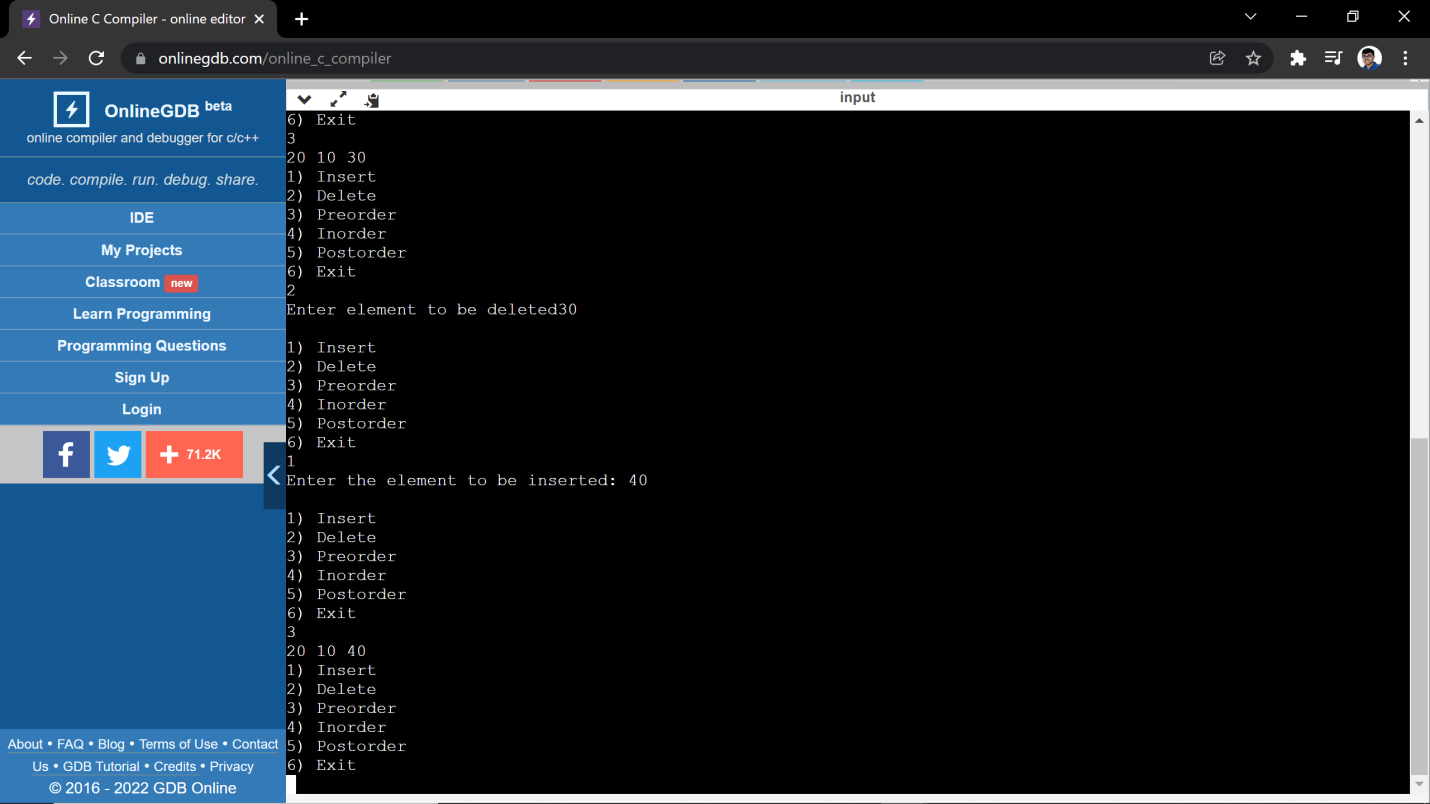 Online C Compiler - online editor
onlinegdb.com/online_c_compiler
OnlineGDB beta
online compiler and debugger for c/c++
code. compile. run. debug. share.
IDE
My Projects
Classroom new
Learn Programming
Programming Questions
Sign Up
Login
71.2K
About • FAQ • Blog • Terms of Use • Contact
Us • GDB Tutorial • Credits • Privacy
© 2016 - 2022 GDB Online
input
6) Exit
3
20 10 30
1) Insert
2) Delete
3) Preorder
4) Inorder
5) Postorder
6) Exit
2
Enter element to be deleted30
1) Insert
2) Delete
3) Preorder
4) Inorder
5) Postorder
6) Exit
1
Enter the element to be inserted: 40
1) Insert
2) Delete
3) Preorder
4) Inorder
5) Postorder
6) Exit
3
20 10 40
1) Insert
2) Delete
3) Preorder
4) Inorder
5) Postorder
6) Exit